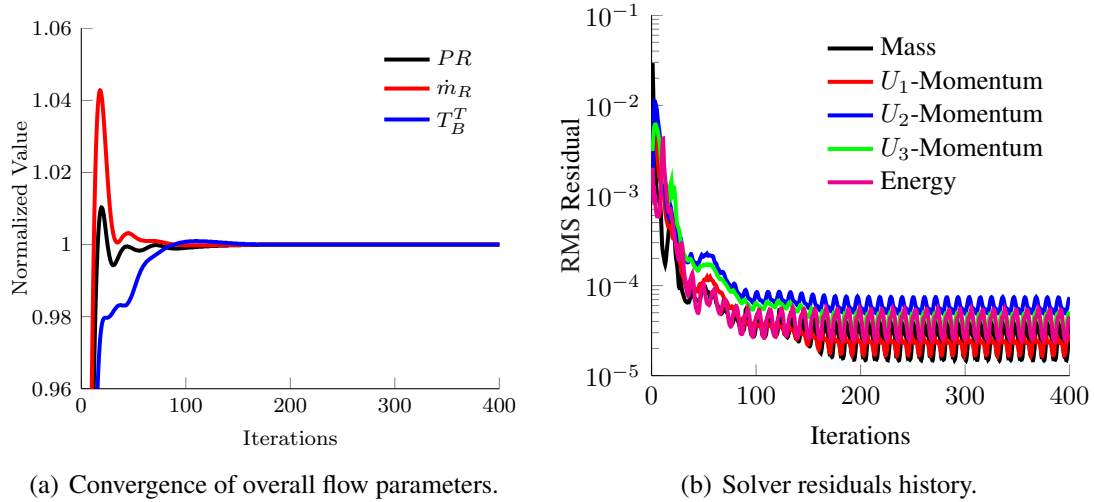 1.06
1.04
1.02
1
0.98
0.96
Normalized Value
PR
ṁ_R
T_B^T
0 100 200 300 400
Iterations
(a) Convergence of overall flow parameters.
10^{-1}
10^{-2}
10^{-3}
10^{-4}
10^{-5}
RMS Residual
Mass
U_1-Momentum
U_2-Momentum
U_3-Momentum
Energy
0 100 200 300 400
Iterations
(b) Solver residuals history.